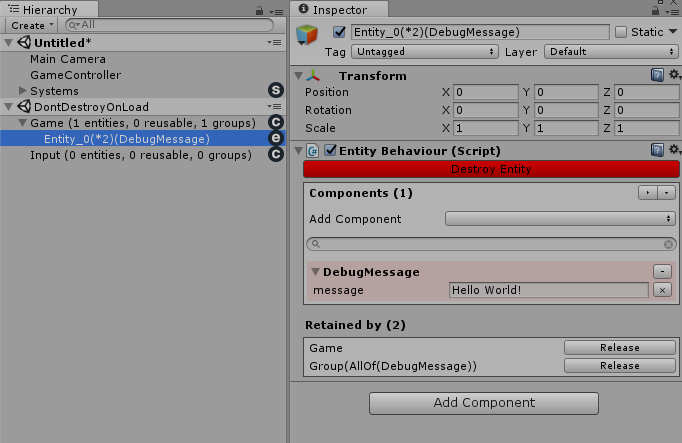 Hierarchy
Create
All
Untitled*
Main Camera
GameController
Systems
S
DontDestroyOnLoad
Game (1 entities, 0 reusable, 1 groups)
C
Entity_0(*2)(DebugMessage)
e
Input (0 entities, 0 reusable, 0 groups)
C
Inspector
Entity_0(*2)(DebugMessage)
Static
Tag Untagged Layer Default
Transform
Position X 0 Y 0 Z 0
Rotation X 0 Y 0 Z 0
Scale X 1 Y 1 Z 1
C# Entity Behaviour (Script)
Destroy Entity
Components (1)
Add Component
DebugMessage
-
message Hello World! x
Retained by (2)
Game Release
Group(AllOf(DebugMessage)) Release
Add Component